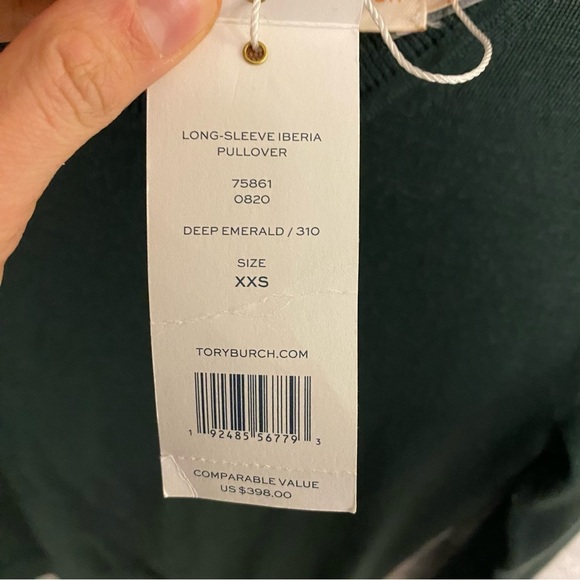 LONG-SLEEVE IBERIA
PULLOVER
75861
0820
DEEP EMERALD / 310
SIZE
XXS
TORYBURCH.COM
1 92485 56779 3
COMPARABLE VALUE
US $398.00